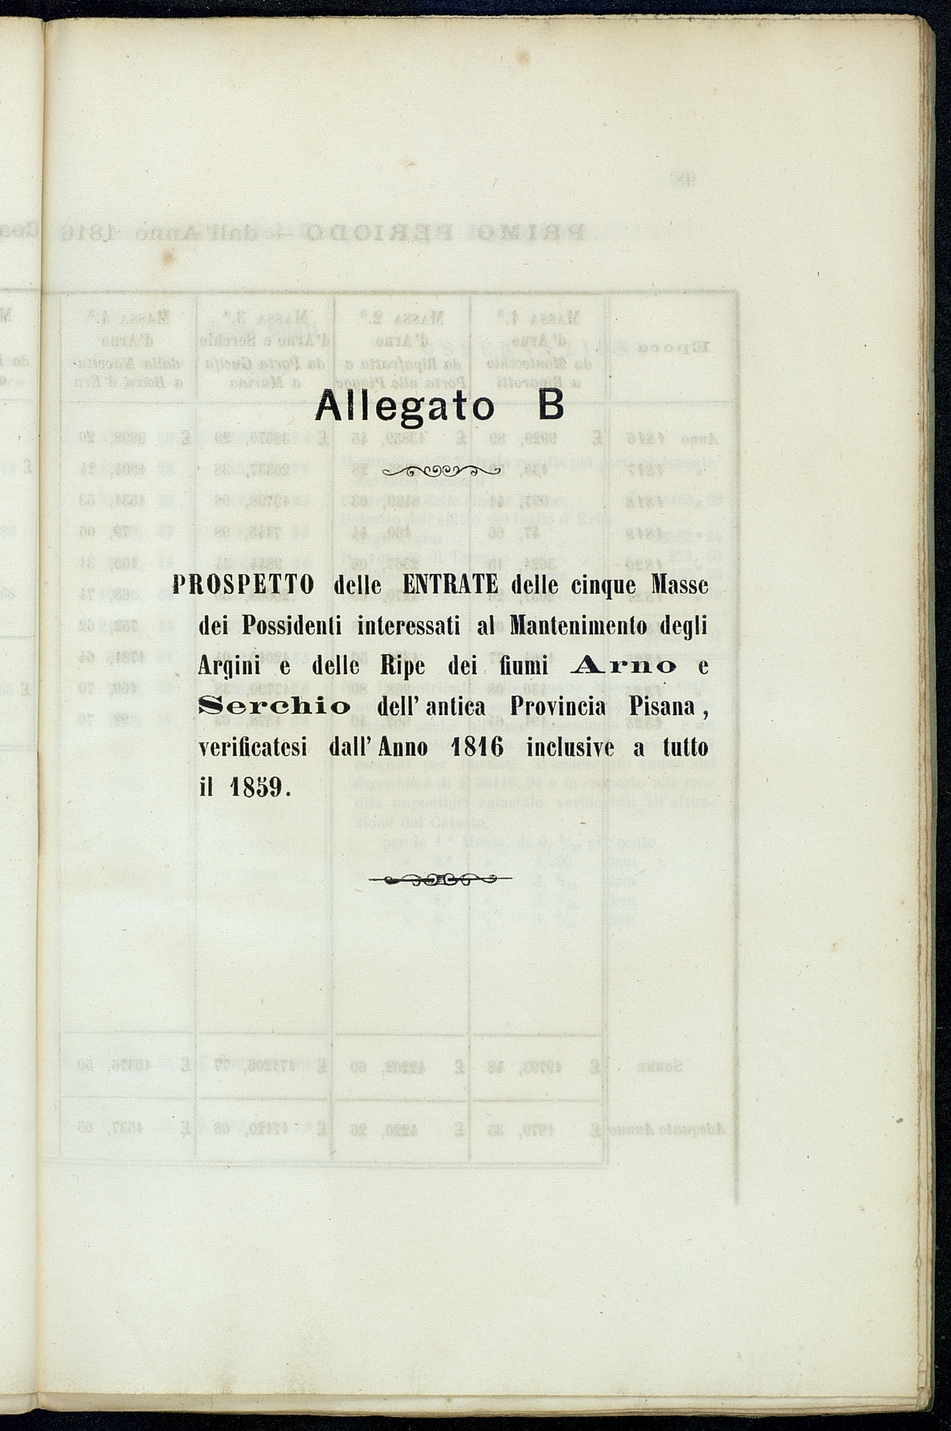 Allegato B
PROSPETTO delle ENTRATE delle cinque Masse
dei Possidenti interessati al Mantenimento degli
Argini e delle Ripe dei fiumi Arno e
Serchio dell' antica Provincia Pisana,
verificatesi dall' Anno 1816 inclusive a tutto
il 1859.